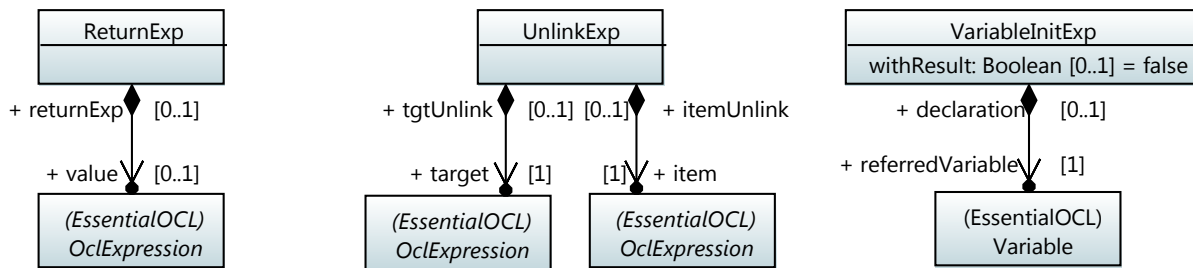 ReturnExp
+ returnExp [0..1]
+ value [0..1]
(EssentialOCL)
OclExpression
UnlinkExp
+ tgtUnlink [0..1] [0..1] + itemUnlink
+ target [1] [1] + item
(EssentialOCL)
OclExpression
(EssentialOCL)
OclExpression
VariableInitExp
withResult: Boolean [0..1] = false
+ declaration [0..1]
+ referredVariable [1]
(EssentialOCL)
Variable